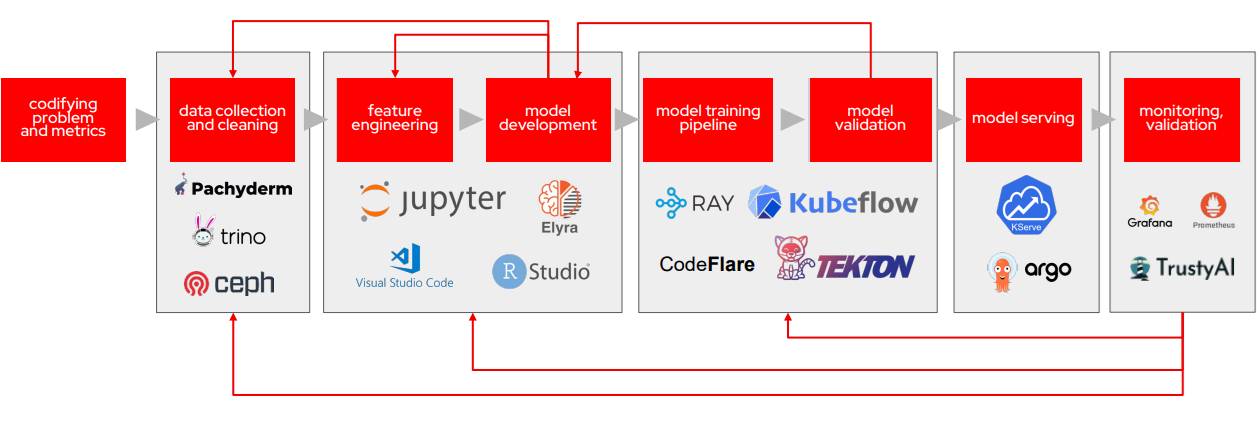 codifying
problem
and metrics
data collection
and cleaning
feature
engineering
model
development
model training
pipeline
model
validation
model serving
monitoring,
validation
Pachyderm
trino
ceph
jupyter
Elyra
Visual Studio Code
R Studio
RAY
Kubeflow
CodeFlare
TEKTON
KServe
argo
Grafana
Prometheus
TrustyAI